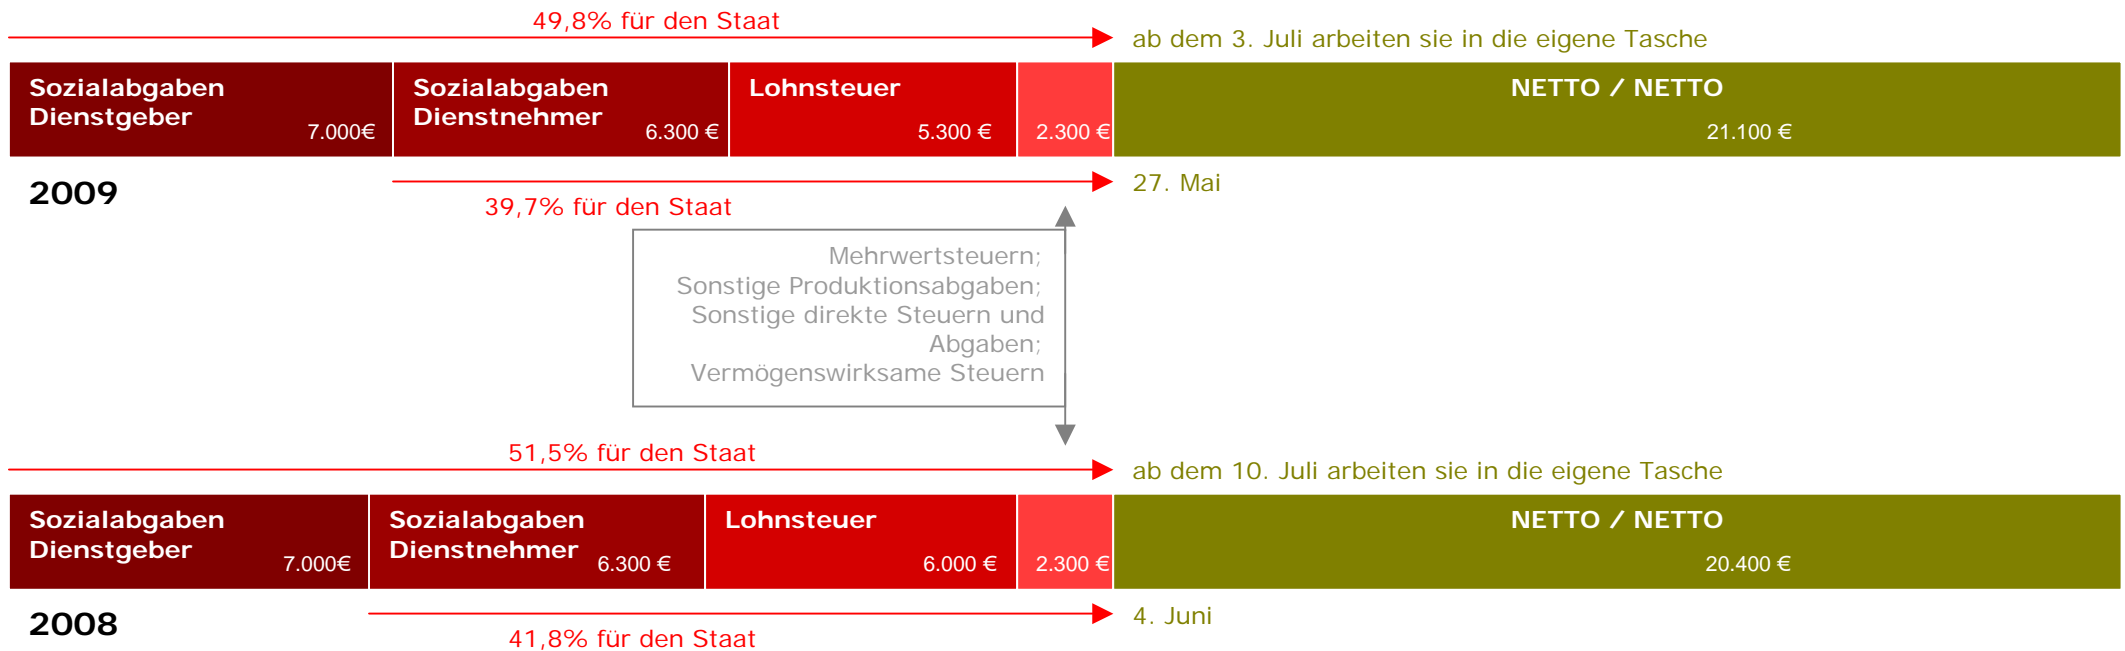 49,8% für den Staat
ab dem 3. Juli arbeiten sie in die eigene Tasche
Sozialabgaben
Dienstgeber
7.000€
Sozialabgaben
Dienstnehmer
6.300 €
Lohnsteuer
5.300 €
2.300 €
NETTO / NETTO
21.100 €
2009
39,7% für den Staat
27. Mai
Mehrwertsteuern;
Sonstige Produktionsabgaben;
Sonstige direkte Steuern und
Abgaben;
Vermögenswirksame Steuern
51,5% für den Staat
ab dem 10. Juli arbeiten sie in die eigene Tasche
Sozialabgaben
Dienstgeber
7.000€
Sozialabgaben
Dienstnehmer
6.300 €
Lohnsteuer
6.000 €
2.300 €
NETTO / NETTO
20.400 €
2008
41,8% für den Staat
4. Juni